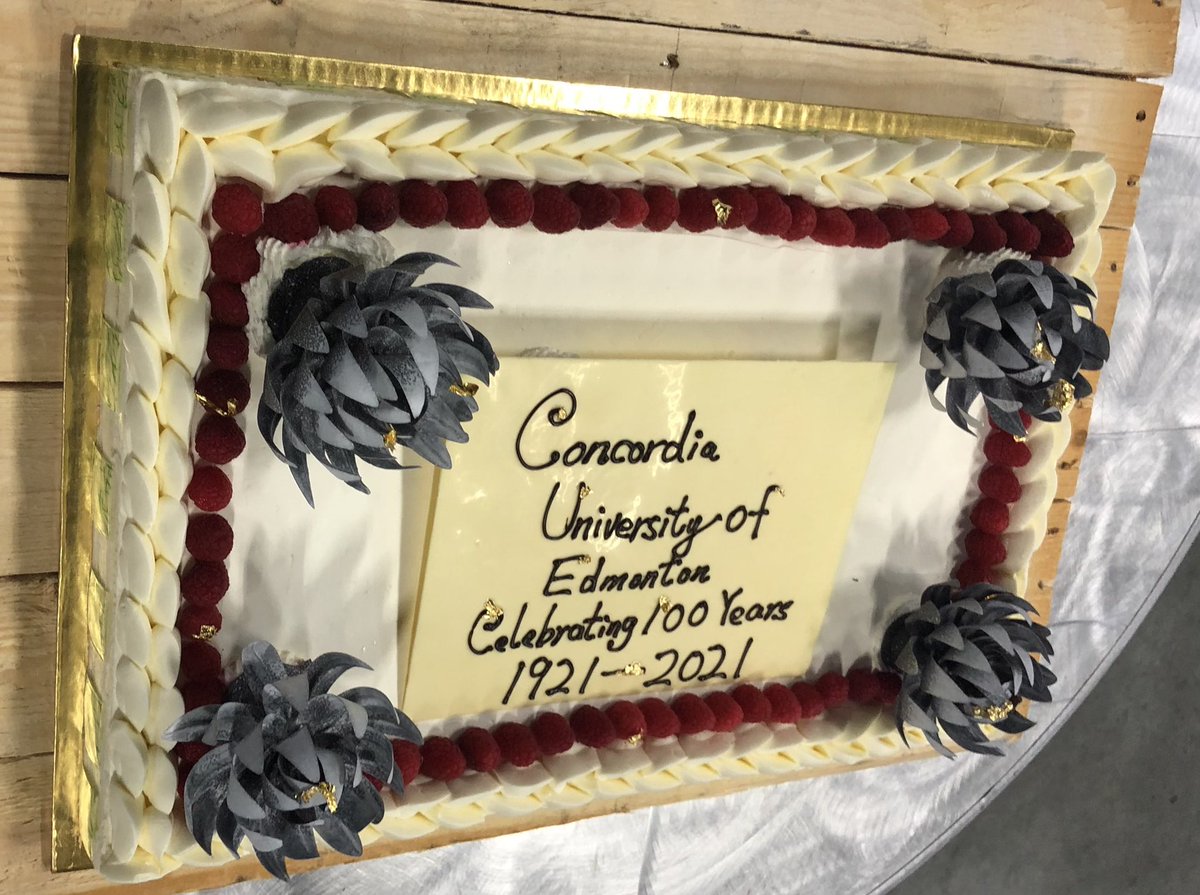 Concordia
University of
Edmonton
Celebrating 100 Years
1921-2021